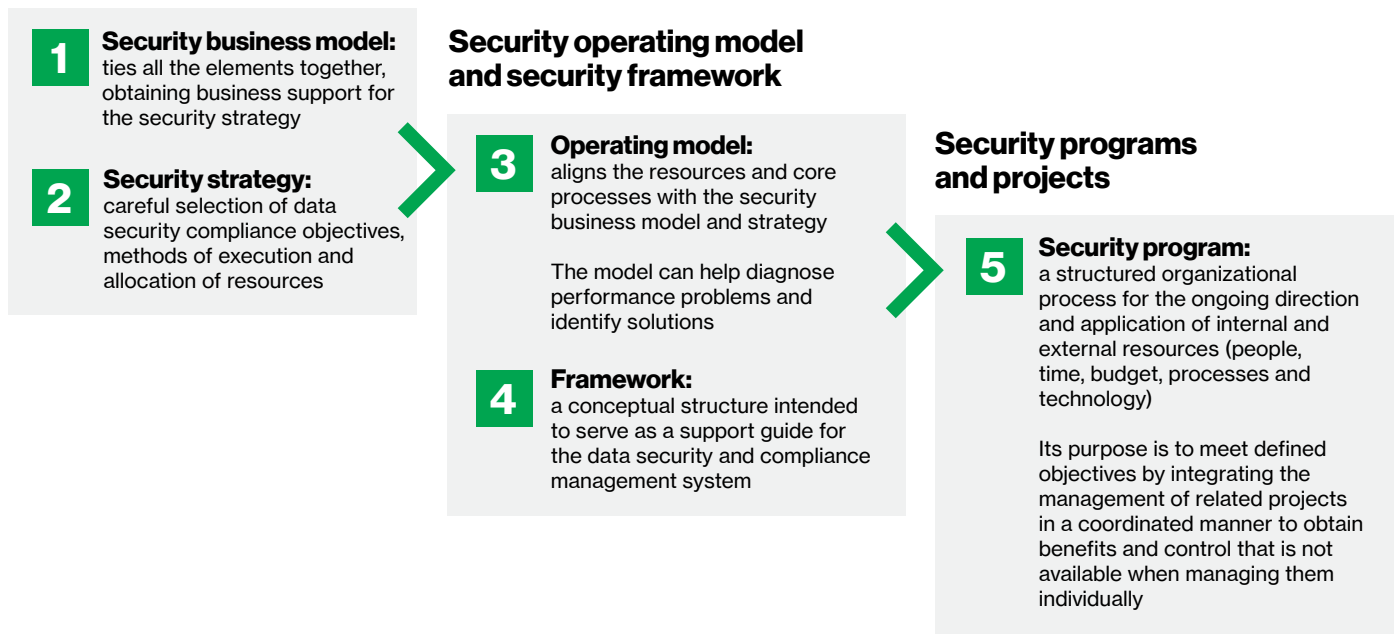 1
Security business model:
ties all the elements together,
obtaining business support for
the security strategy
2
Security strategy:
careful selection of data
security compliance objectives,
methods of execution and
allocation of resources
Security operating model
and security framework
3
Operating model:
aligns the resources and core
processes with the security
business model and strategy
The model can help diagnose
performance problems and
identify solutions
4
Framework:
a conceptual structure intended
to serve as a support guide for
the data security and compliance
management system
Security programs
and projects
5
Security program:
a structured organizational
process for the ongoing direction
and application of internal and
external resources (people,
time, budget, processes and
technology)
Its purpose is to meet defined
objectives by integrating the
management of related projects
in a coordinated manner to obtain
benefits and control that is not
available when managing them
individually